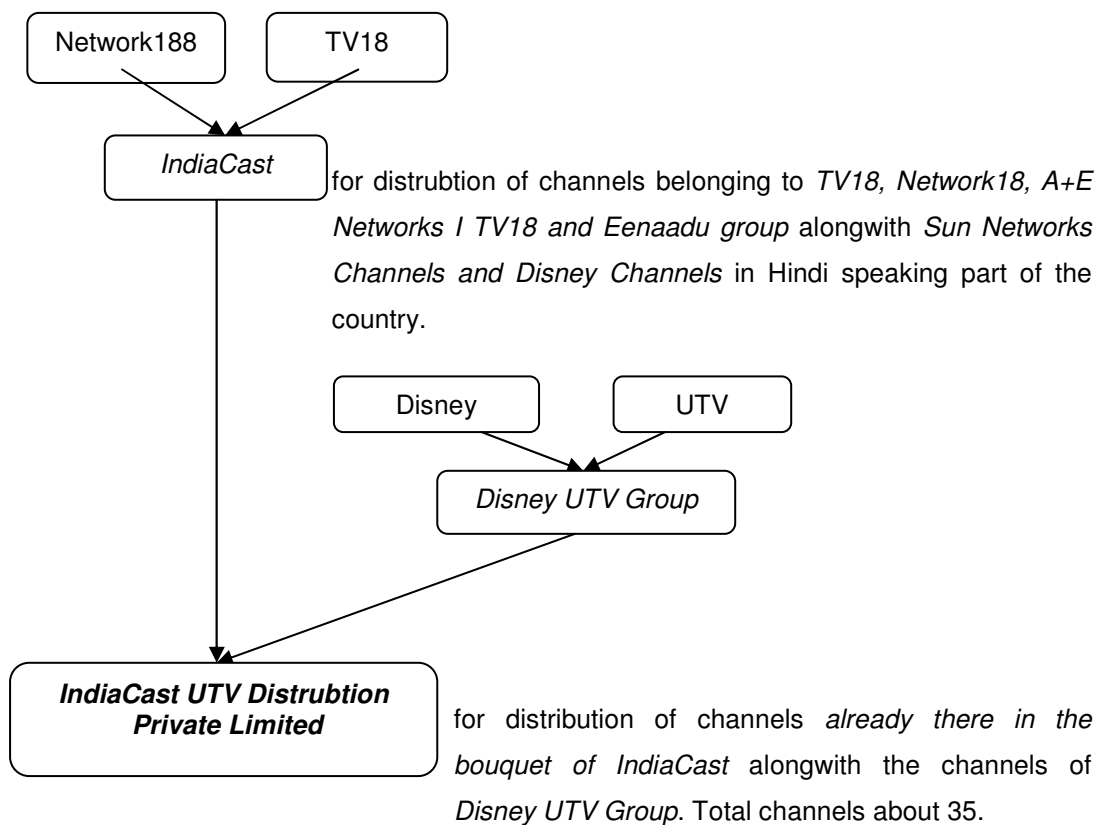 Network188
TV18
IndiaCast
for distrubtion of channels belonging to TV18, Network18, A+E
Networks I TV18 and Eenaadu group alongwith Sun Networks
Channels and Disney Channels in Hindi speaking part of the
country.
Disney
UTV
Disney UTV Group
IndiaCast UTV Distrubtion
Private Limited
for distribution of channels already there in the
bouquet of IndiaCast alongwith the channels of
Disney UTV Group. Total channels about 35.